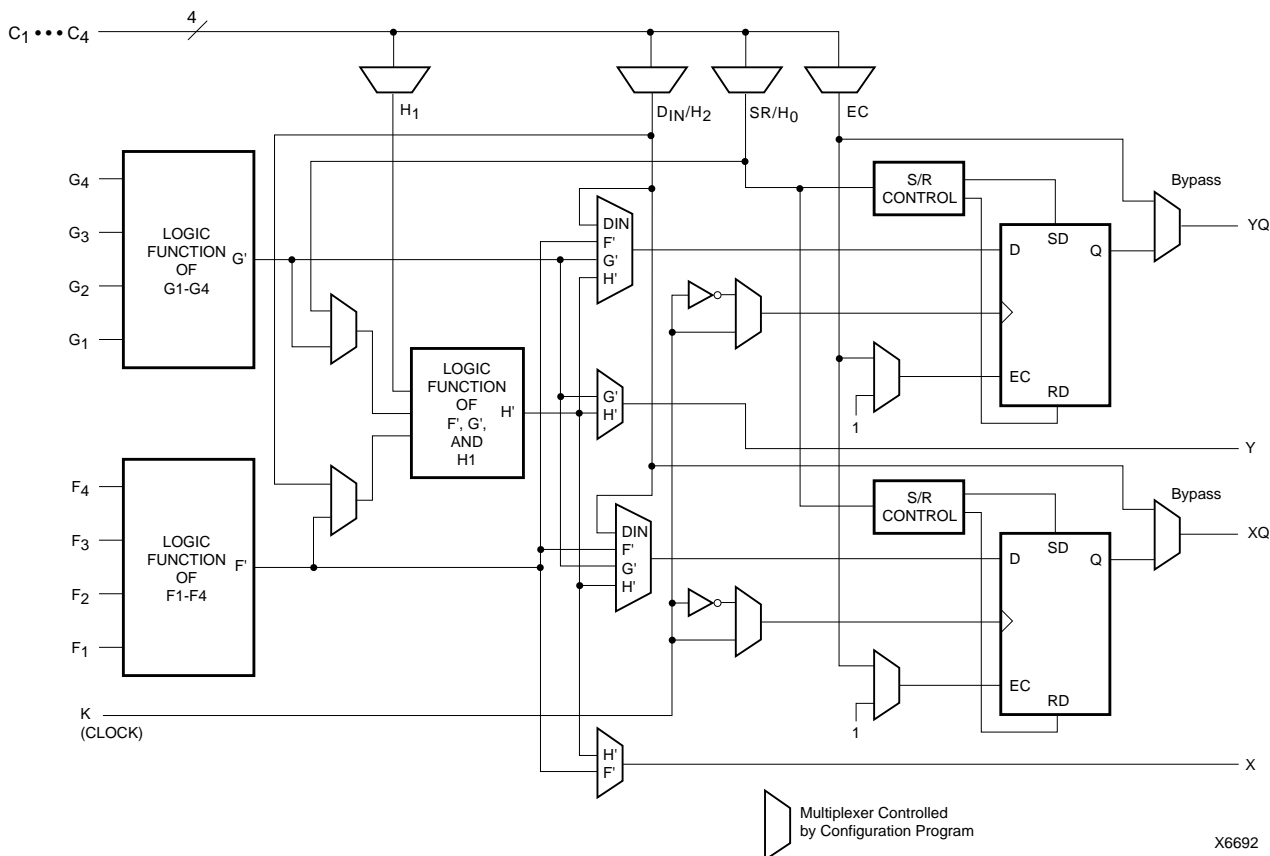 C1 ••• C4
4
H1
DIN/H2
SR/H0
EC
G4
G3
G2
G1
LOGIC
FUNCTION
OF
G1-G4
G'
DIN
F'
G'
H'
S/R
CONTROL
Bypass
D
SD
Q
EC
RD
1
YQ
LOGIC
FUNCTION
OF
F', G',
AND
H1
H'
G'
H'
Y
F4
F3
F2
F1
LOGIC
FUNCTION
OF
F1-F4
F'
DIN
F'
G'
H'
S/R
CONTROL
Bypass
D
SD
Q
EC
RD
1
XQ
K
(CLOCK)
H'
F'
X
Multiplexer Controlled
by Configuration Program
X6692